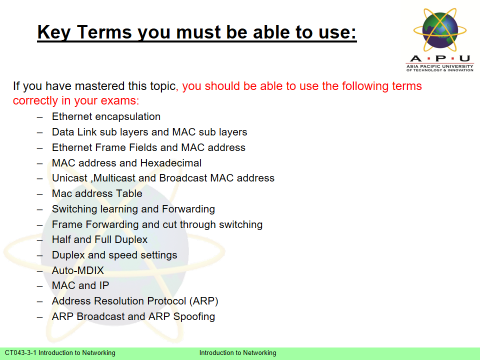 Key Terms you must be able to use:
A • P • U
ASIA PACIFIC UNIVERSITY
OF TECHNOLOGY & INNOVATION
If you have mastered this topic, you should be able to use the following terms
correctly in your exams:
– Ethernet encapsulation
– Data Link sub layers and MAC sub layers
– Ethernet Frame Fields and MAC address
– MAC address and Hexadecimal
– Unicast ,Multicast and Broadcast MAC address
– Mac address Table
– Switching learning and Forwarding
– Frame Forwarding and cut through switching
– Half and Full Duplex
– Duplex and speed settings
– Auto-MDIX
– MAC and IP
– Address Resolution Protocol (ARP)
– ARP Broadcast and ARP Spoofing
CT043-3-1 Introduction to Networking
Introduction to Networking